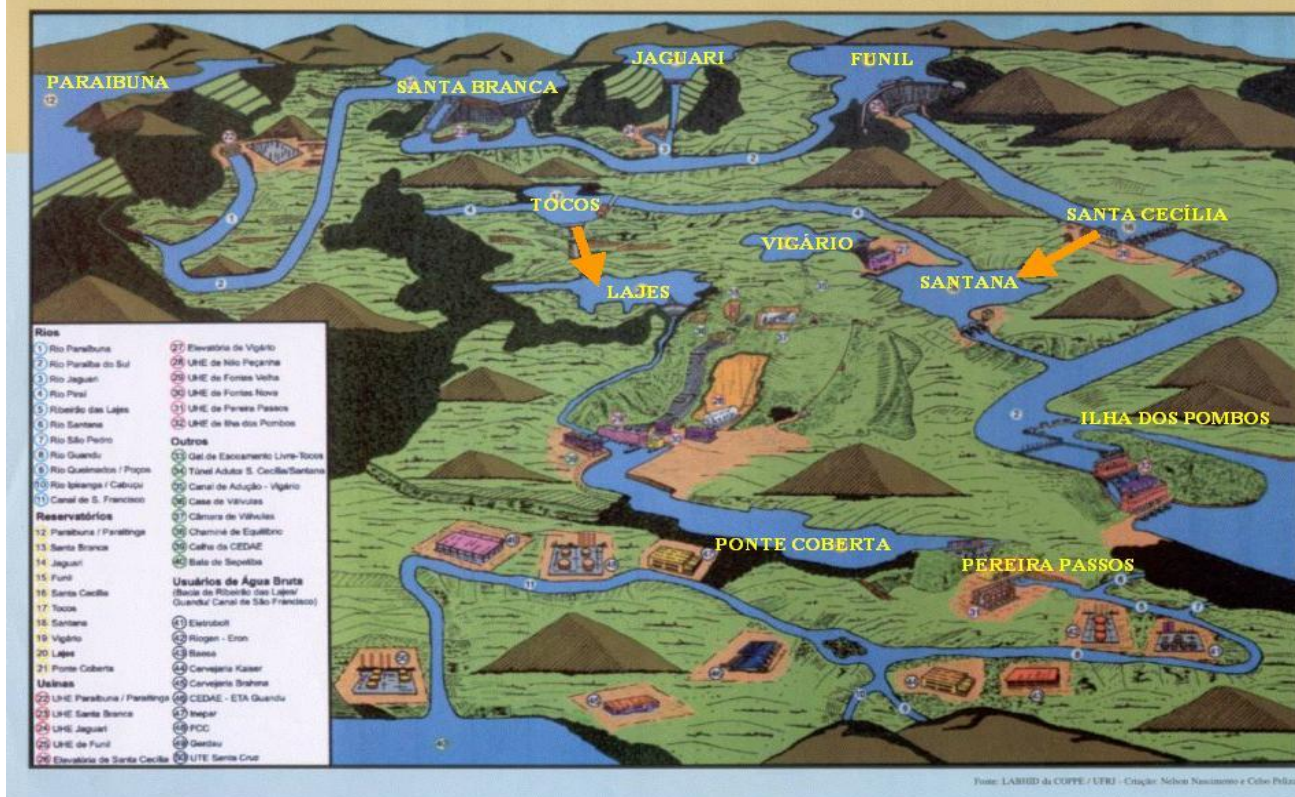 PARAIBUNA
SANTA BRANCA
JAGUARI
FUNIL
TOCOS
VIGÁRIO
SANTA CECÍLIA
SANTANA
LAJES
ILHA DOS POMBOS
PONTE COBERTA
PEREIRA PASSOS
Rios
1 Rio Paraibuna
2 Rio Paraíba do Sul
3 Rio Jaguari
4 Rio Piraí
5 Ribeirão das Lajes
6 Rio Santana
7 Rio São Pedro
8 Rio Guandu
9 Rio Queimados / Poços
10 Rio Ipiranga / Cabuçu
11 Canal de S. Francisco
Reservatórios
12 Paraibuna / Paraitinga
13 Santa Branca
14 Jaguari
15 Funil
16 Santa Cecília
17 Tocos
18 Santana
19 Vigário
20 Lajes
21 Ponte Coberta
Usinas
22 UHE Paraibuna / Paraitinga
23 UHE Santa Branca
24 UHE Jaguari
25 UHE de Funil
26 Elevatória de Santa Cecília
27 Elevatória de Vigário
28 UHE de Nilo Peçanha
29 UHE de Fontes Velha
30 UHE de Fontes Nova
31 UHE de Pereira Passos
32 UHE de Ilha dos Pombos
Outros
33 Gal de Escoamento Livre-Tocos
34 Túnel Adutor S. Cecília/Santana
35 Canal de Adução - Vigário
36 Casa de Válvulas
37 Câmara de Válvulas
38 Chaminé de Equilíbrio
39 Calha da CEDAE
40 Baía de Sepetiba
Usuários de Água Bruta
(Bacia de Ribeirão das Lajes/
Guandu/ Canal de São Francisco)
41 Eletrobolt
42 Riogen - Eron
43 Basca
44 Cervejaria Kaiser
45 Cervejaria Brahma
46 CEDAE - ETA Guandu
47 Inepar
48 FCC
49 Gerdau
50 UTE Santa Cruz
Fonte: LABHID da COPPE / UFRJ - Criação: Nelson Nascimento e Celso